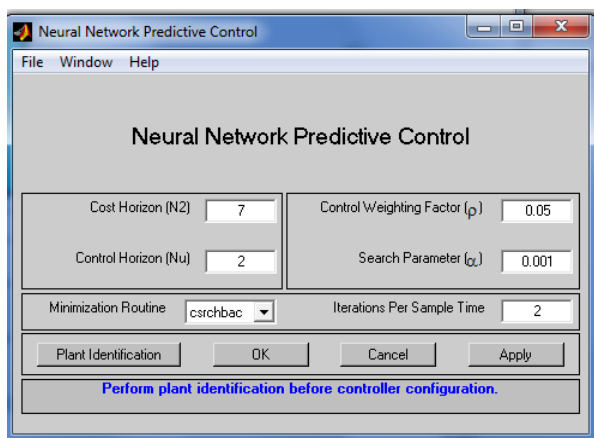 Neural Network Predictive Control
File Window Help
Neural Network Predictive Control
Cost Horizon (N2) 7
Control Weighting Factor (ρ) 0.05
Control Horizon (Nu) 2
Search Parameter (α) 0.001
Minimization Routine csrchbac
Iterations Per Sample Time 2
Plant Identification OK Cancel Apply
Perform plant identification before controller configuration.